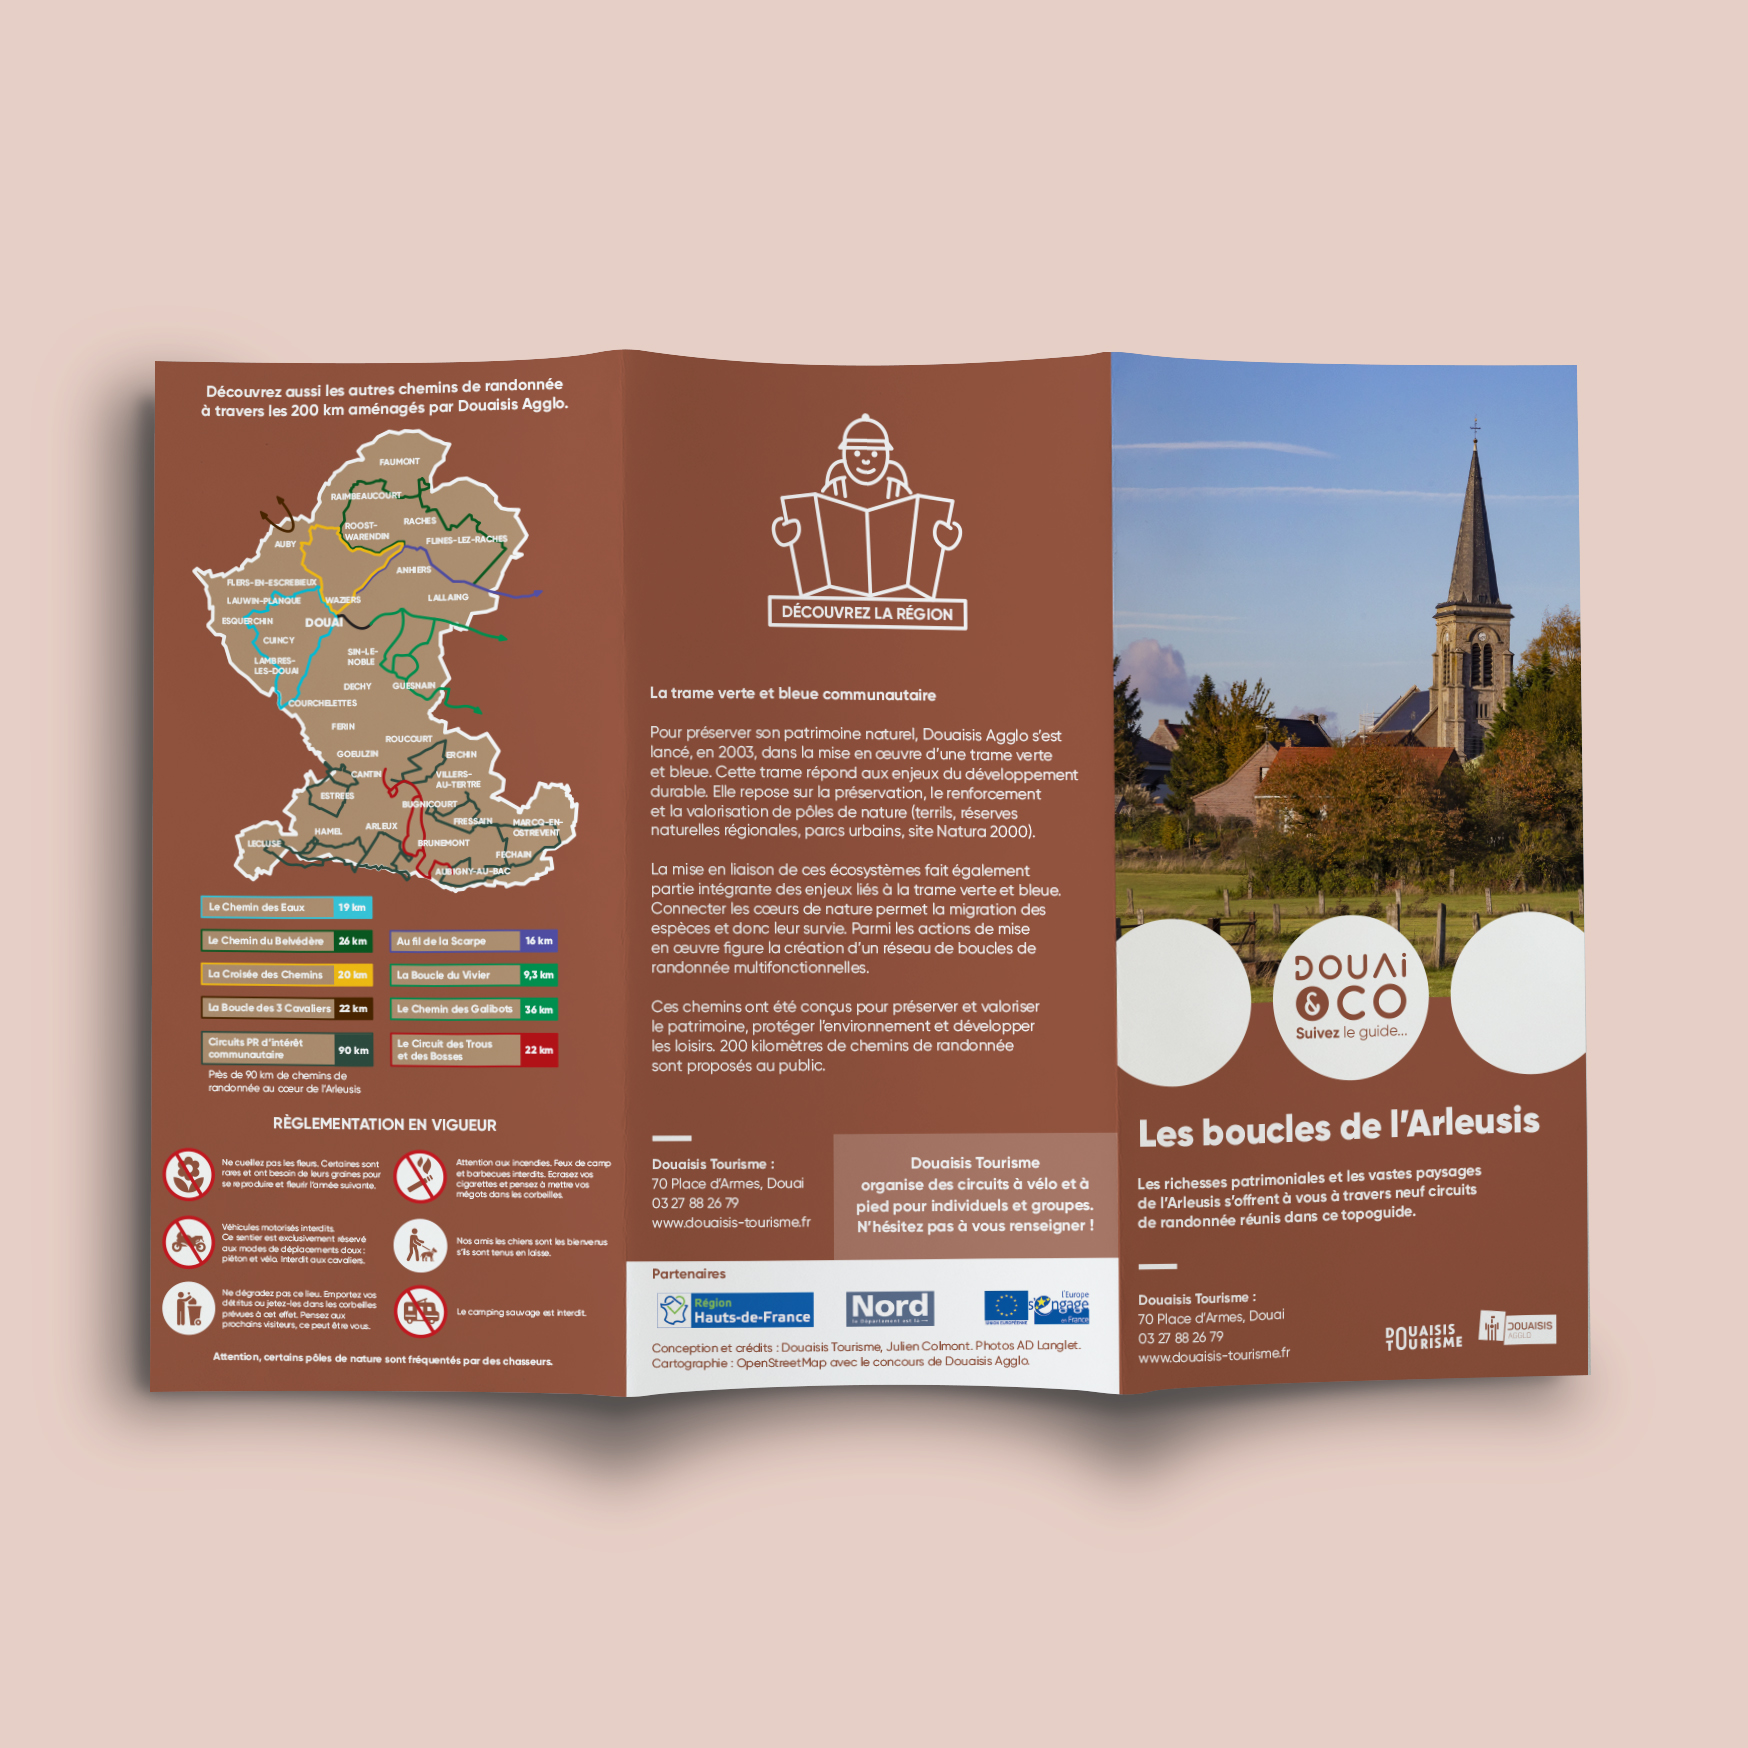 Découvrez aussi les autres chemins de randonnée
à travers les 200 km aménagés par Douaisis Agglo.
FAUMONT
RAIMBEAUCOURT
ROOST-
WARENDIN
RACHES
FLINES-LEZ-RACHES
AUBY
ANHIERS
FLERS-EN-ESCREBIEUX
LAUWIN-PLANQUE
WAZIERS
LALLAING
ESQUERCHIN
DOUAI
CUINCY
SIN-LE-
NOBLE
LAMBRES-
LES-DOUAI
DECHY
GUESNAIN
COURCHELETTES
FERIN
ROUCOURT
GOEULZIN
ERCHIN
CANTIN
VILLERS-
AU-TERTRE
ESTREES
BUGNICOURT
HAMEL
ARLEUX
FRESSAIN
MARCQ-EN-
OSTREVENT
LECLUSE
BRUNEMONT
FECHAIN
AUBIGNY-AU-BAC
Le Chemin des Eaux 19 km
Le Chemin du Belvédère 26 km
Au fil de la Scarpe 16 km
La Croisée des Chemins 20 km
La Boucle du Vivier 9,3 km
La Boucle des 3 Cavaliers 22 km
Le Chemin des Galibots 36 km
Circuits PR d'intérêt
communautaire 90 km
Le Circuit des Trous
et des Bosses 22 km
Près de 90 km de chemins de
randonnée au cœur de l'Arleusis
RÈGLEMENTATION EN VIGUEUR
Ne cuellez pas les fleurs. Certaines sont
rares et ont besoin de leurs graines pour
se reproduire et fleurir l'année suivante.
Attention aux incendies. Feux de camp
et barbecues interdits. Ecrasez vos
cigarettes et pensez à mettre vos
mégots dans les corbeilles.
Véhicules motorisés interdits.
Ce sentier est exclusivement réservé
aux modes de déplacements doux :
piéton et vélo. Interdit aux cavaliers.
Nos amis les chiens sont les bienvenus
s'ils sont tenus en laisse.
Ne dégradez pas ce lieu. Emportez vos
détritus ou jetez-les dans les corbeilles
prévues à cet effet. Pensez aux
prochains visiteurs, ce peut être vous.
Le camping sauvage est interdit.
Attention, certains pôles de nature sont fréquentés par des chasseurs.
DÉCOUVREZ LA RÉGION
La trame verte et bleue communautaire
Pour préserver son patrimoine naturel, Douaisis Agglo s'est
lancé, en 2003, dans la mise en œuvre d'une trame verte
et bleue. Cette trame répond aux enjeux du développement
durable. Elle repose sur la préservation, le renforcement
et la valorisation de pôles de nature (terrils, réserves
naturelles régionales, parcs urbains, site Natura 2000).
La mise en liaison de ces écosystèmes fait également
partie intégrante des enjeux liés à la trame verte et bleue.
Connecter les cœurs de nature permet la migration des
espèces et donc leur survie. Parmi les actions de mise
en œuvre figure la création d'un réseau de boucles de
randonnée multifonctionnelles.
Ces chemins ont été conçus pour préserver et valoriser
le patrimoine, protéger l'environnement et développer
les loisirs. 200 kilomètres de chemins de randonnée
sont proposés au public.
Douaisis Tourisme :
70 Place d'Armes, Douai
03 27 88 26 79
www.douaisis-tourisme.fr
Douaisis Tourisme
organise des circuits à vélo et à
pied pour individuels et groupes.
N'hésitez pas à vous renseigner !
Partenaires
Région
Hauts-de-France
Nord
le Département est là
UNION EUROPÉENNE
l'Europe
s'engage
en France
Conception et crédits : Douaisis Tourisme, Julien Colmont. Photos AD Langlet.
Cartographie : OpenStreetMap avec le concours de Douaisis Agglo.
DOUAi
&CO
Suivez le guide...
Les boucles de l'Arleusis
Les richesses patrimoniales et les vastes paysages
de l'Arleusis s'offrent à vous à travers neuf circuits
de randonnée réunis dans ce topoguide.
Douaisis Tourisme :
70 Place d'Armes, Douai
03 27 88 26 79
www.douaisis-tourisme.fr
DOUAISIS
TOURISME
DOUAISIS
AGGLO